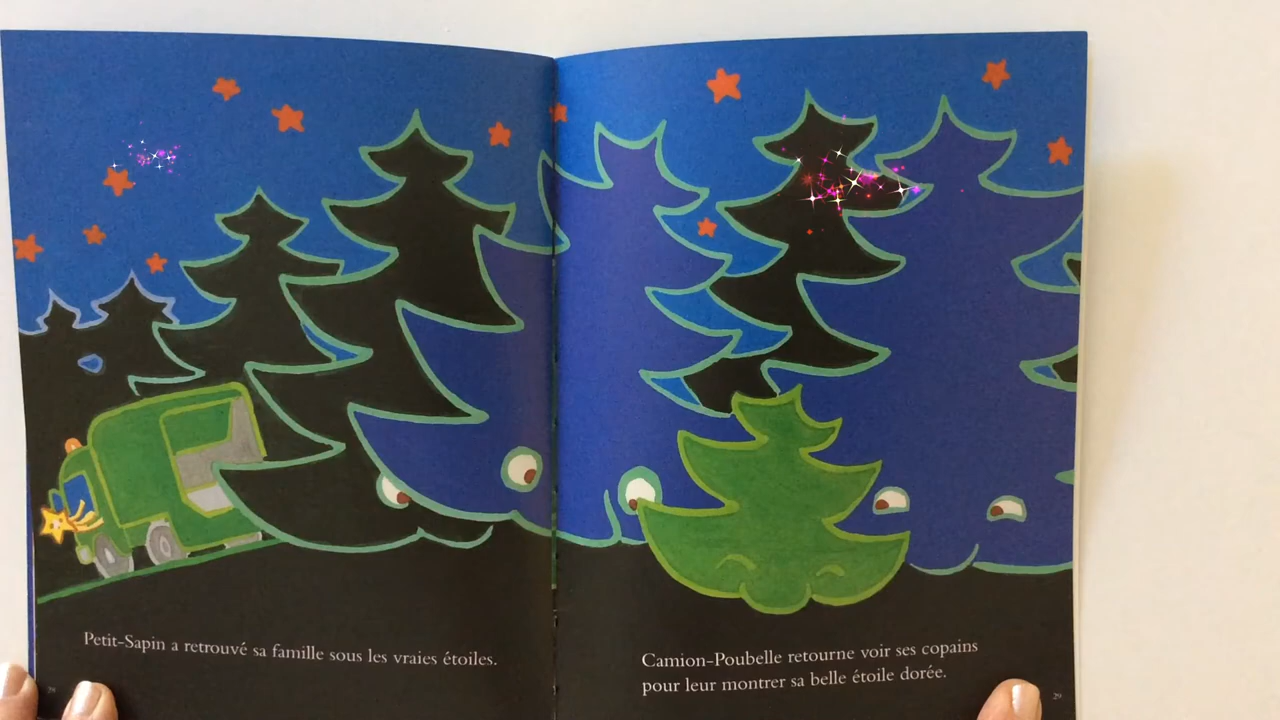 Petit-Sapin a retrouvé sa famille sous les vraies étoiles.
Camion-Poubelle retourne voir ses copains
pour leur montrer sa belle étoile dorée.
29